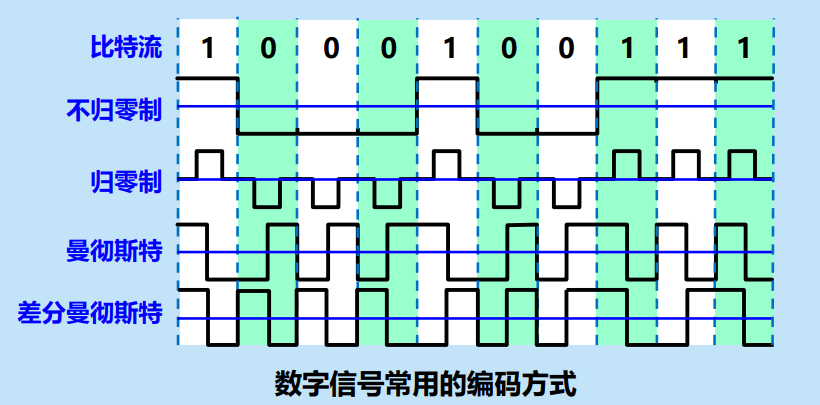 比特流 1 0 0 0 1 0 0 1 1 1
不归零制
归零制
曼彻斯特
差分曼彻斯特
数字信号常用的编码方式